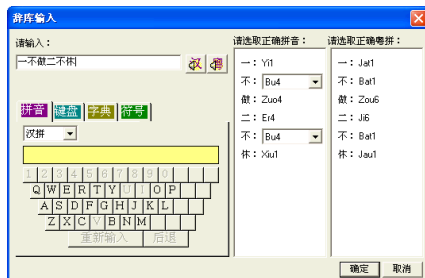 辞库输入
请输入：
一不做二不休
汉 粤
拼音 键盘 字典 符号
汉拼
1 2 3 4 5 6 7 8 9 0
Q W E R T Y U I O P
A S D F G H J K L
Z X C V B N M
重新输入 后退
请选取正确拼音：
一： Yi1
不： Bu4
做： Zuo4
二： Er4
不： Bu4
休： Xiu1
请选取正确粤拼：
一： Jat1
不： Bat1
做： Zou6
二： Ji6
不： Bat1
休： Jau1
确定 取消